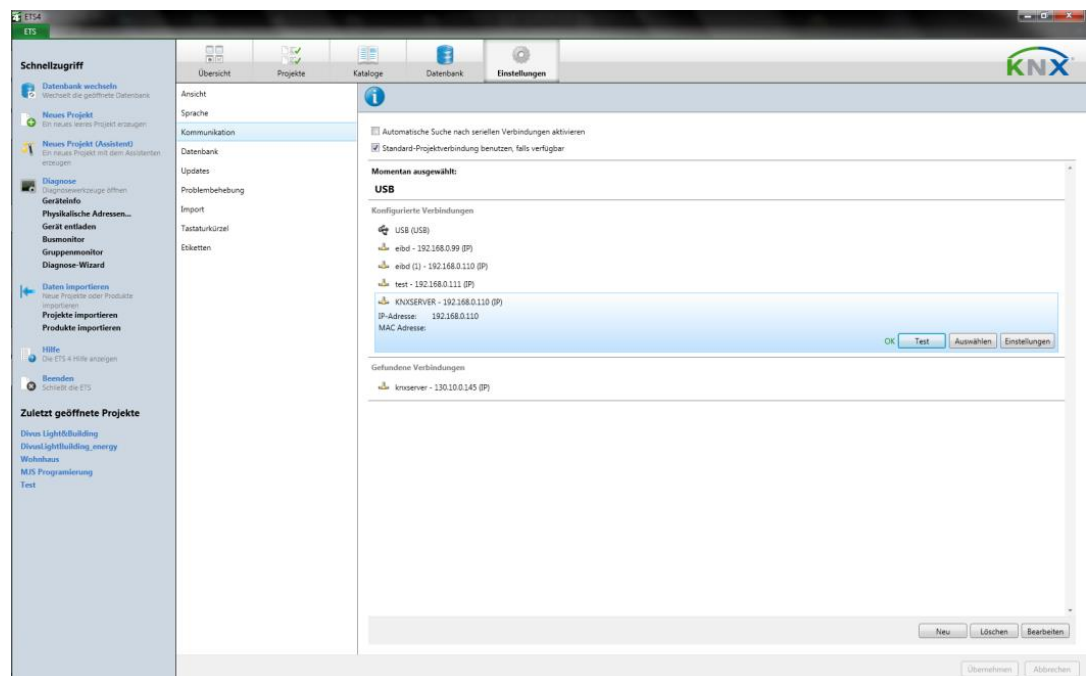 ETS4
ETS
Schnellzugriff
Datenbank wechseln
Wechselt die geöffnete Datenbank
Neues Projekt
Ein neues leeres Projekt erzeugen
Neues Projekt (Assistent)
Ein neues Projekt mit dem Assistenten
erzeugen
Diagnose
Diagnosewerkzeuge öffnen
Geräteinfo
Physikalische Adressen...
Gerät entladen
Busmonitor
Gruppenmonitor
Diagnose-Wizard
Daten importieren
Neue Projekte oder Produkte
importieren
Projekte importieren
Produkte importieren
Hilfe
Die ETS 4 Hilfe anzeigen
Beenden
Schließt die ETS
Zuletzt geöffnete Projekte
Divus Light&Building
DivusLightBuilding_energy
Wohnhaus
MJS Programierung
Test
Übersicht
Projekte
Kataloge
Datenbank
Einstellungen
KNX
Ansicht
Sprache
Kommunikation
Datenbank
Updates
Problembehebung
Import
Tastaturkürzel
Etiketten
Automatische Suche nach seriellen Verbindungen aktivieren
Standard-Projektverbindung benutzen, falls verfügbar
Momentan ausgewählt:
USB
Konfigurierte Verbindungen
USB (USB)
eibd - 192.168.0.99 (IP)
eibd (1) - 192.168.0.110 (IP)
test - 192.168.0.111 (IP)
KNXSERVER - 192.168.0.110 (IP)
IP-Adresse: 192.168.0.110
MAC Adresse:
OK Test Auswählen Einstellungen
Gefundene Verbindungen
knxserver - 130.10.0.145 (IP)
Neu Löschen Bearbeiten
Übernehmen Abbrechen